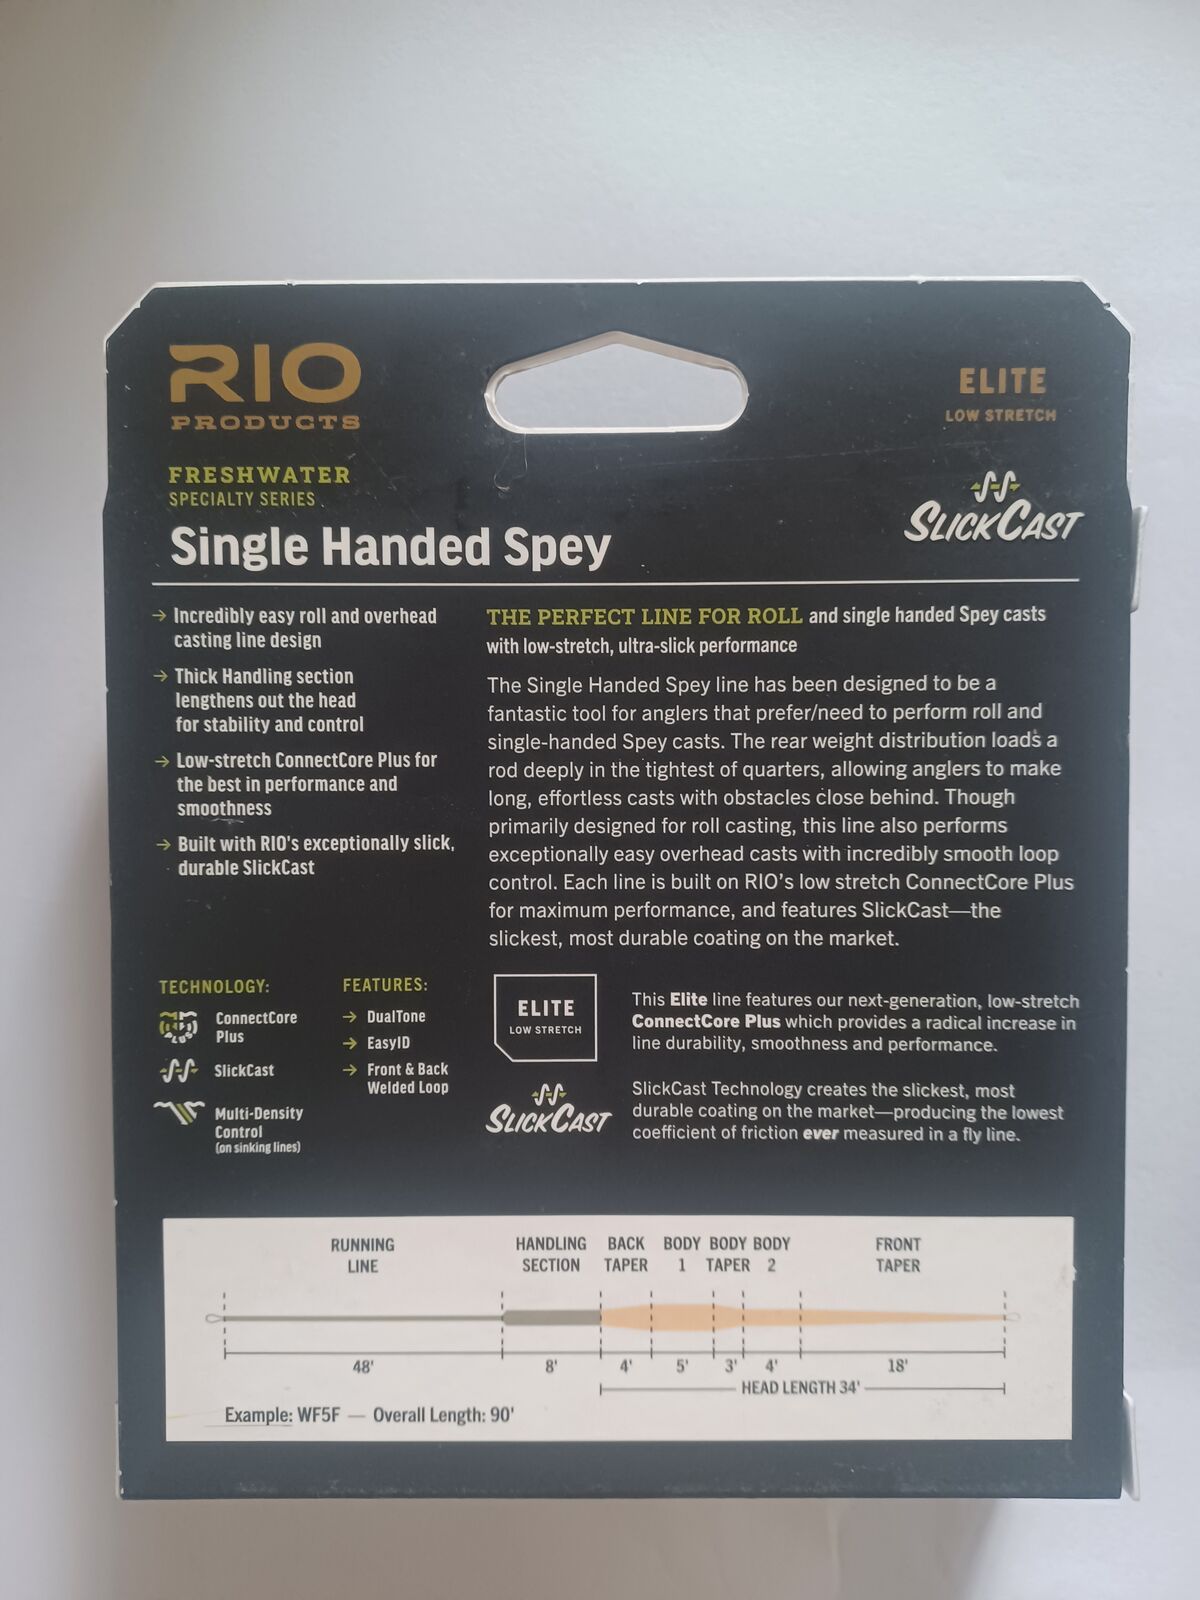 RIO
PRODUCTS
ELITE
LOW STRETCH
FRESHWATER
SPECIALTY SERIES
SLICKCAST
Single Handed Spey
→ Incredibly easy roll and overhead
casting line design
→ Thick Handling section
lengthens out the head
for stability and control
→ Low-stretch ConnectCore Plus for
the best in performance and
smoothness
→ Built with RIO's exceptionally slick,
durable SlickCast
THE PERFECT LINE FOR ROLL and single handed Spey casts
with low-stretch, ultra-slick performance
The Single Handed Spey line has been designed to be a
fantastic tool for anglers that prefer/need to perform roll and
single-handed Spey casts. The rear weight distribution loads a
rod deeply in the tightest of quarters, allowing anglers to make
long, effortless casts with obstacles close behind. Though
primarily designed for roll casting, this line also performs
exceptionally easy overhead casts with incredibly smooth loop
control. Each line is built on RIO's low stretch ConnectCore Plus
for maximum performance, and features SlickCast—the
slickest, most durable coating on the market.
TECHNOLOGY:
ConnectCore
Plus
SlickCast
Multi-Density
Control
(on sinking lines)
FEATURES:
→ DualTone
→ EasyID
→ Front & Back
Welded Loop
ELITE
LOW STRETCH
This Elite line features our next-generation, low-stretch
ConnectCore Plus which provides a radical increase in
line durability, smoothness and performance.
SLICKCAST
SlickCast Technology creates the slickest, most
durable coating on the market—producing the lowest
coefficient of friction ever measured in a fly line.
RUNNING
LINE
HANDLING
SECTION
BACK
TAPER
BODY
1
BODY
TAPER
BODY
2
FRONT
TAPER
48' 8' 4' 5' 3' 4' 18'
HEAD LENGTH 34'
Example: WF5F — Overall Length: 90'